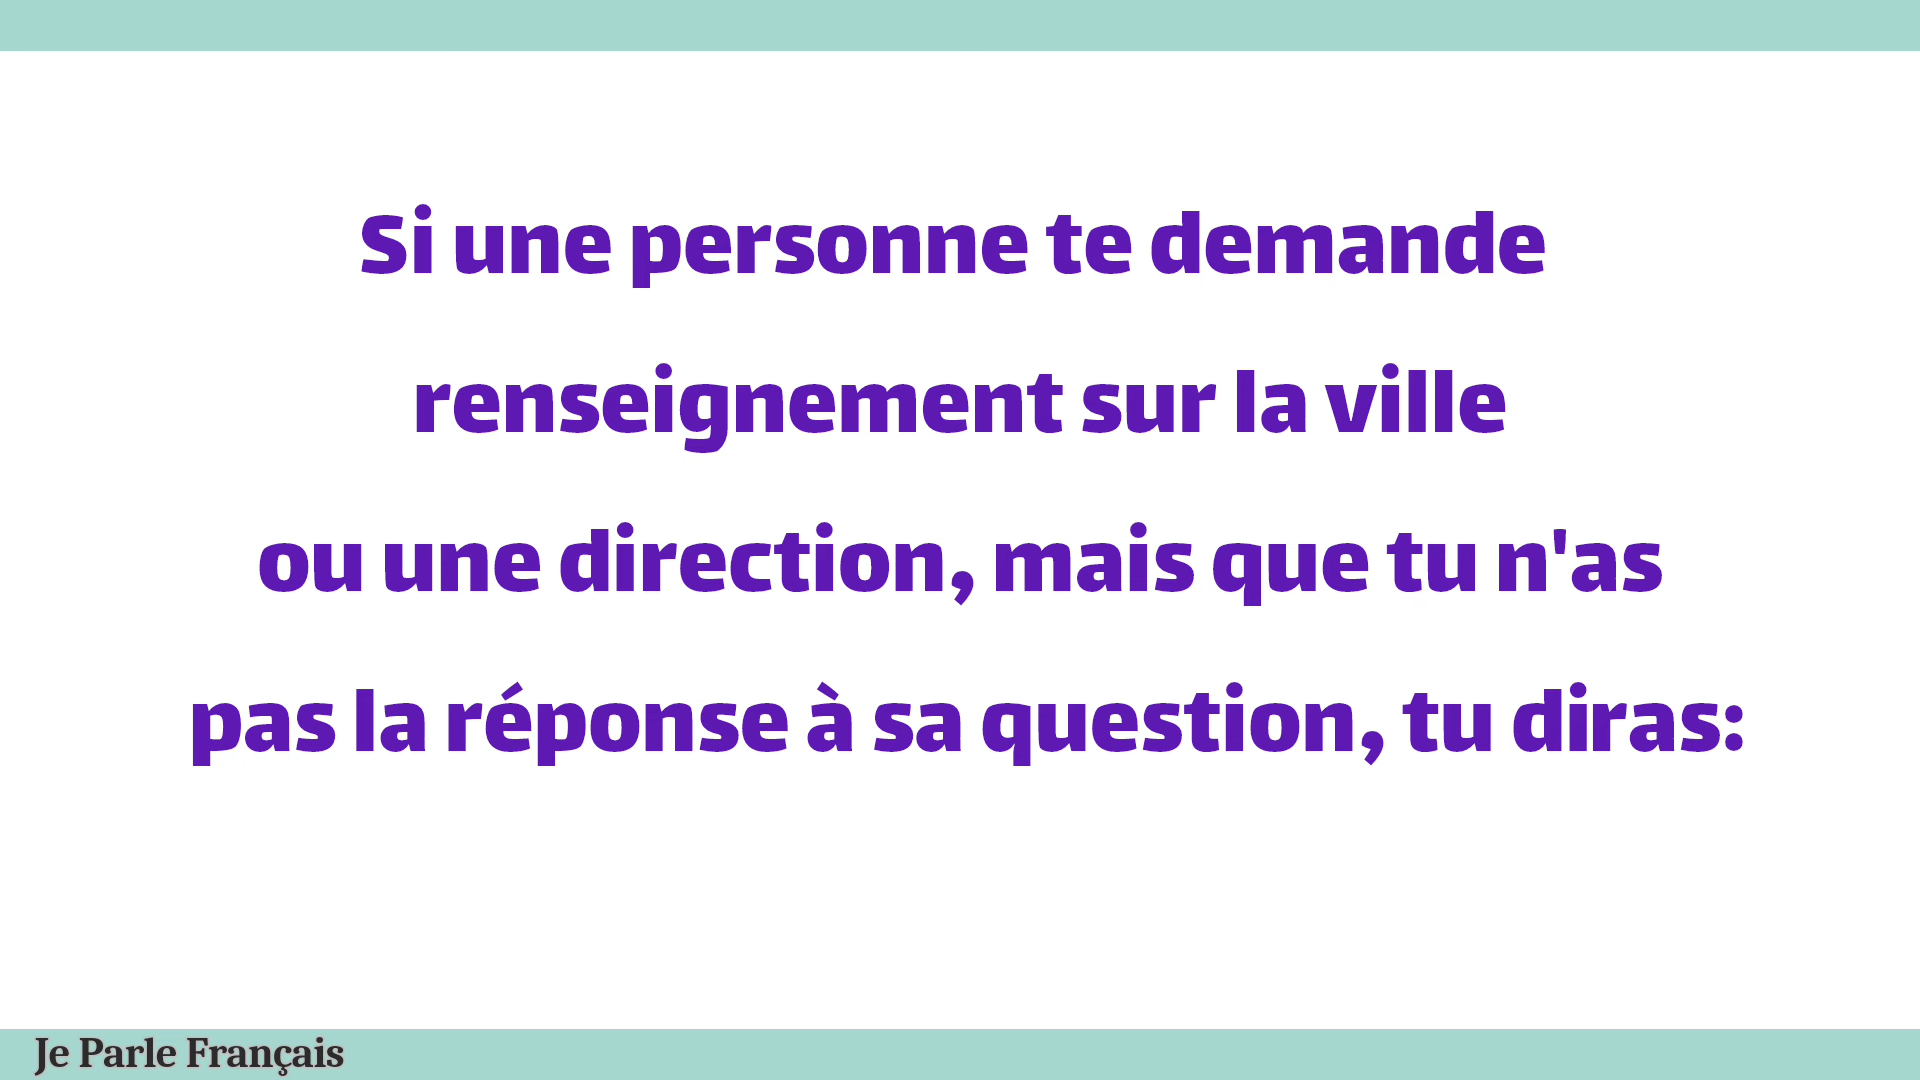 Si une personne te demande
renseignement sur la ville
ou une direction, mais que tu n'as
pas la réponse à sa question, tu diras:
Je Parle Français